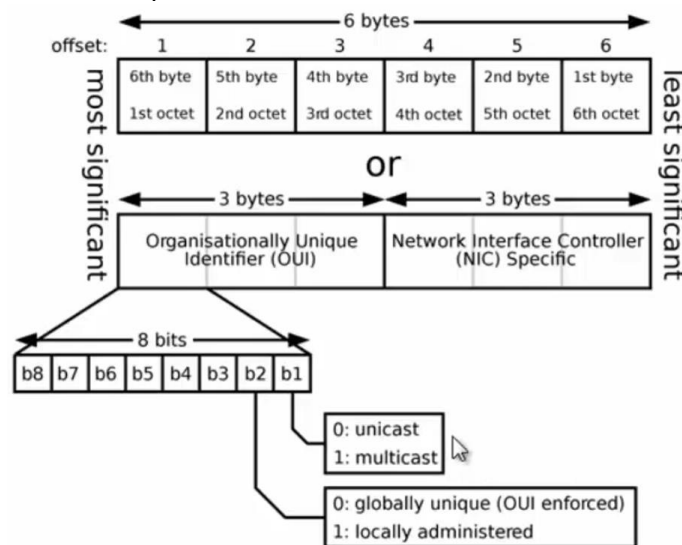 6 bytes
offset: 1 2 3 4 5 6
6th byte 5th byte 4th byte 3rd byte 2nd byte 1st byte
1st octet 2nd octet 3rd octet 4th octet 5th octet 6th octet
most significant
least significant
or
3 bytes 3 bytes
Organisationally Unique
Identifier (OUI)
Network Interface Controller
(NIC) Specific
8 bits
b8 b7 b6 b5 b4 b3 b2 b1
0: unicast
1: multicast
0: globally unique (OUI enforced)
1: locally administered